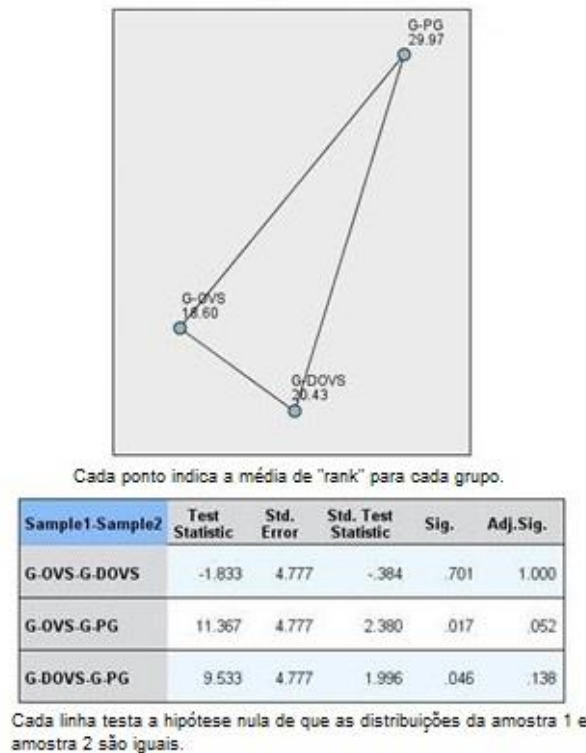 G-PG
29.97
G-OVS
18.60
G-DOVS
20.43
Cada ponto indica a média de "rank" para cada grupo.
Sample1-Sample2 Test Statistic Std. Error Std. Test Statistic Sig. Adj.Sig.
G-OVS-G-DOVS -1.833 4.777 -.384 .701 1.000
G-OVS-G-PG 11.367 4.777 2.380 .017 .052
G-DOVS-G-PG 9.533 4.777 1.996 .046 .138
Cada linha testa a hipótese nula de que as distribuições da amostra 1 e
amostra 2 são iguais.